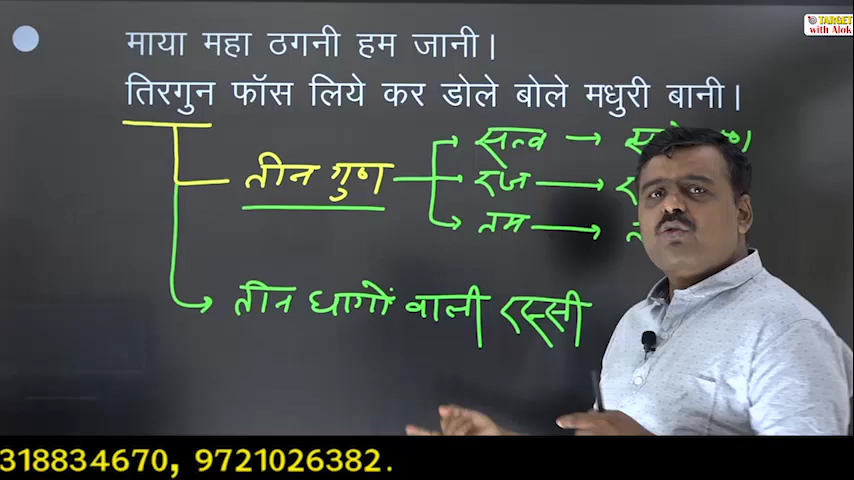 TARGET
with Alok
माया महा ठगनी हम जानी।
तिरगुन फॉस लिये कर डोले बोले मधुरी बानी।
तीन गुण
सत्व
रज
तम
तीन धागों वाली रस्सी
318834670, 9721026382.